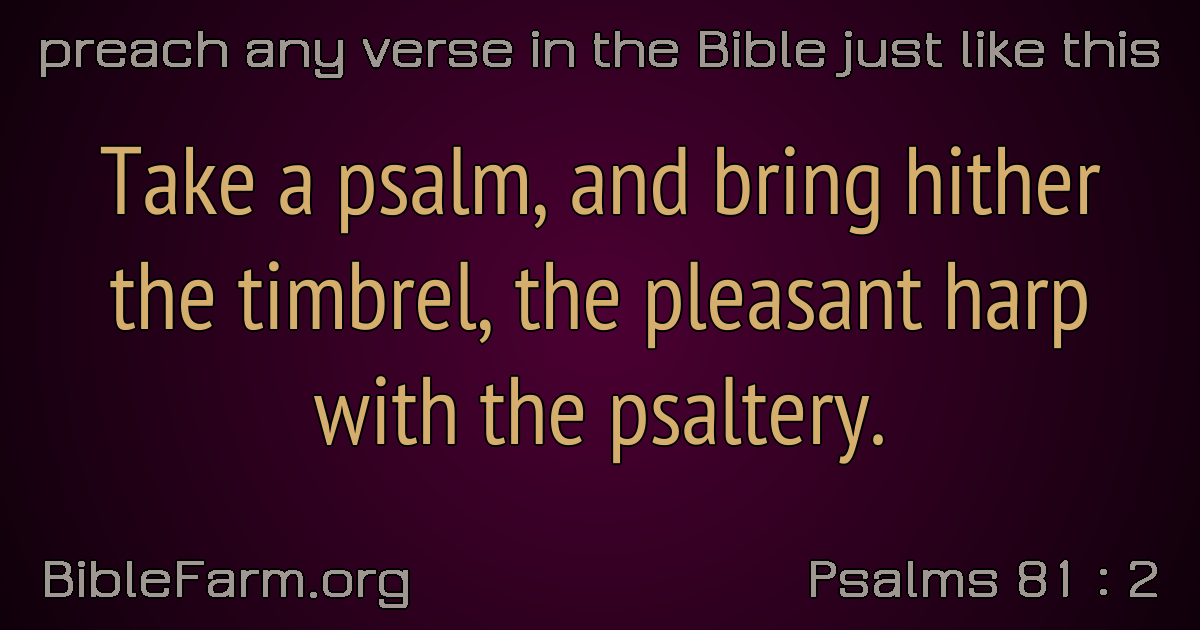 preach any verse in the Bible just like this
Take a psalm, and bring hither
the timbrel, the pleasant harp
with the psaltery.
BibleFarm.org
Psalms 81 : 2